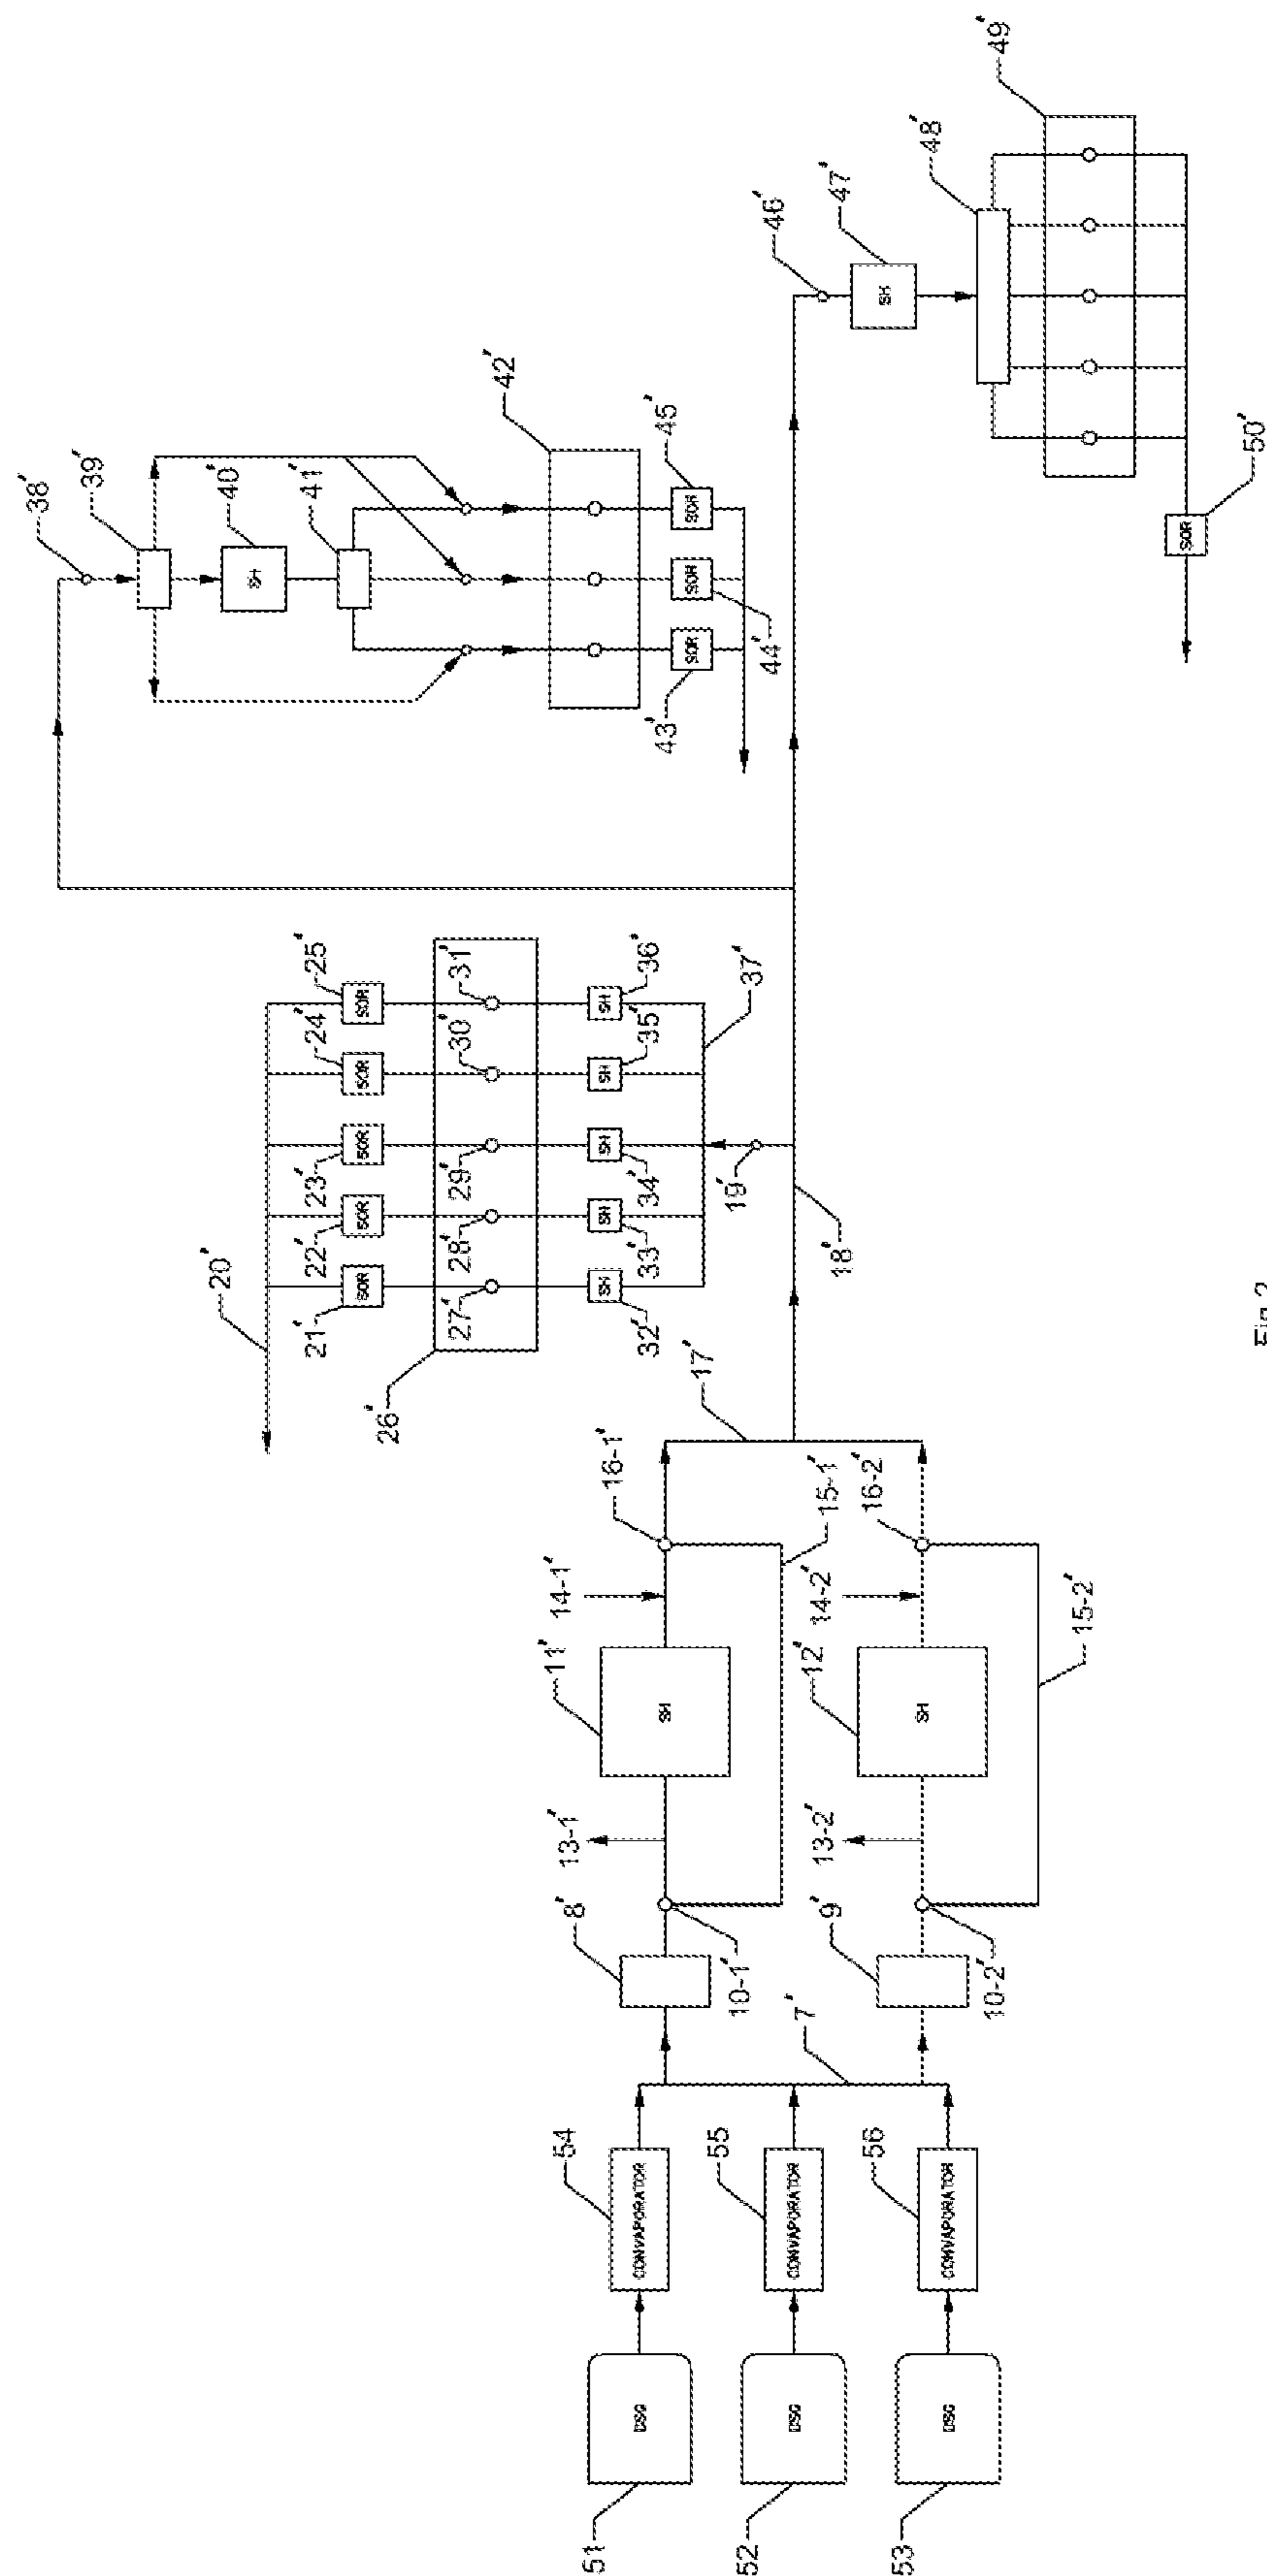 38'
39'
40'
SH
41'
42'
45'
SOR
SOR
44'
SOR
43'
46'
47'
SH
48'
49'
50'
SOR
20'
25'
24'
23'
22'
21'
SOR
SOR
SOR
SOR
SOR
31'
30'
29'
28'
27'
26'
36'
35'
34'
33'
32'
SH
SH
SH
SH
SH
37'
19'
18'
17'
16-1'
15-1'
14-1'
11'
SH
13-1'
8'
10-1'
16-2'
15-2'
14-2'
12'
SH
13-2'
9'
10-2'
7'
54
CONVAPORATOR
55
CONVAPORATOR
56
CONVAPORATOR
DSG
51
DSG
52
DSG
53
Fig 2